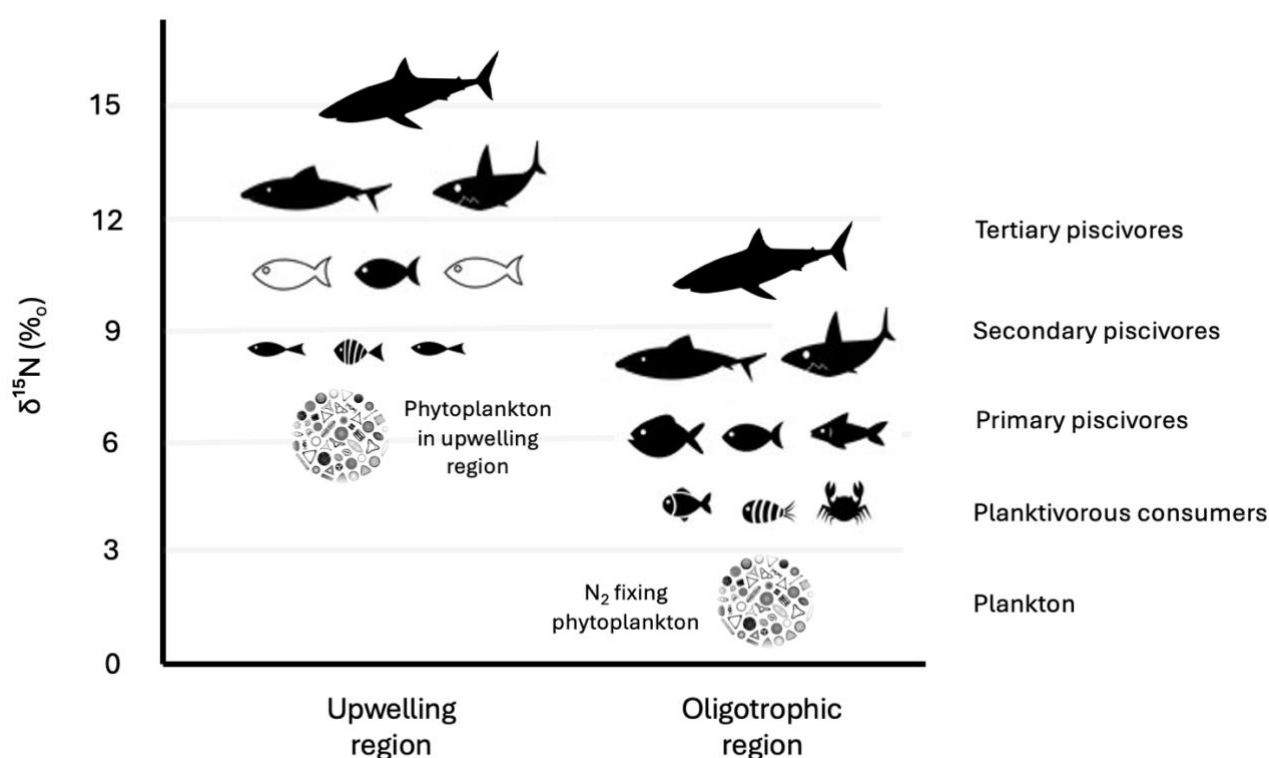 δ¹⁵N (‰)
15
12
9
6
3
0
Phytoplankton
in upwelling
region
N₂ fixing
phytoplankton
Tertiary piscivores
Secondary piscivores
Primary piscivores
Planktivorous consumers
Plankton
Upwelling
region
Oligotrophic
region